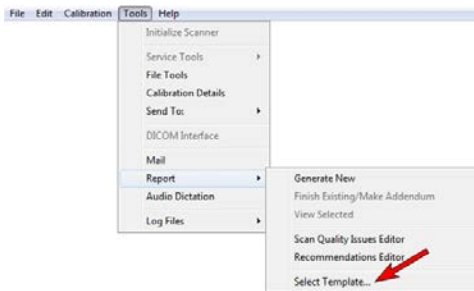 File Edit Calibration Tools Help
Initialize Scanner
Service Tools
File Tools
Calibration Details
Send To:
DICOM Interface
Mail
Report
Audio Dictation
Log Files
Generate New
Finish Existing/Make Addendum
View Selected
Scan Quality Issues Editor
Recommendations Editor
Select Template...